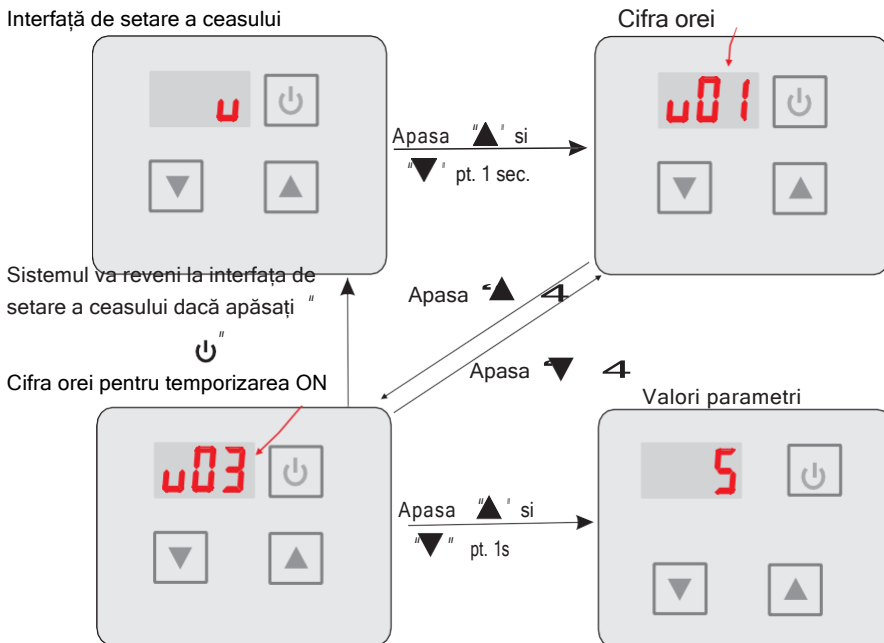 Interfață de setare a ceasului
Cifra orei
u
u01
Apasa "▲" si
"▼" pt. 1 sec.
Sistemul va reveni la interfața de
setare a ceasului dacă apăsați "
⏻"
Apasa "▲ 4
Apasa "▼ 4
Cifra orei pentru temporizarea ON
Valori parametri
u03
5
Apasa "▲" si
"▼" pt. 1s